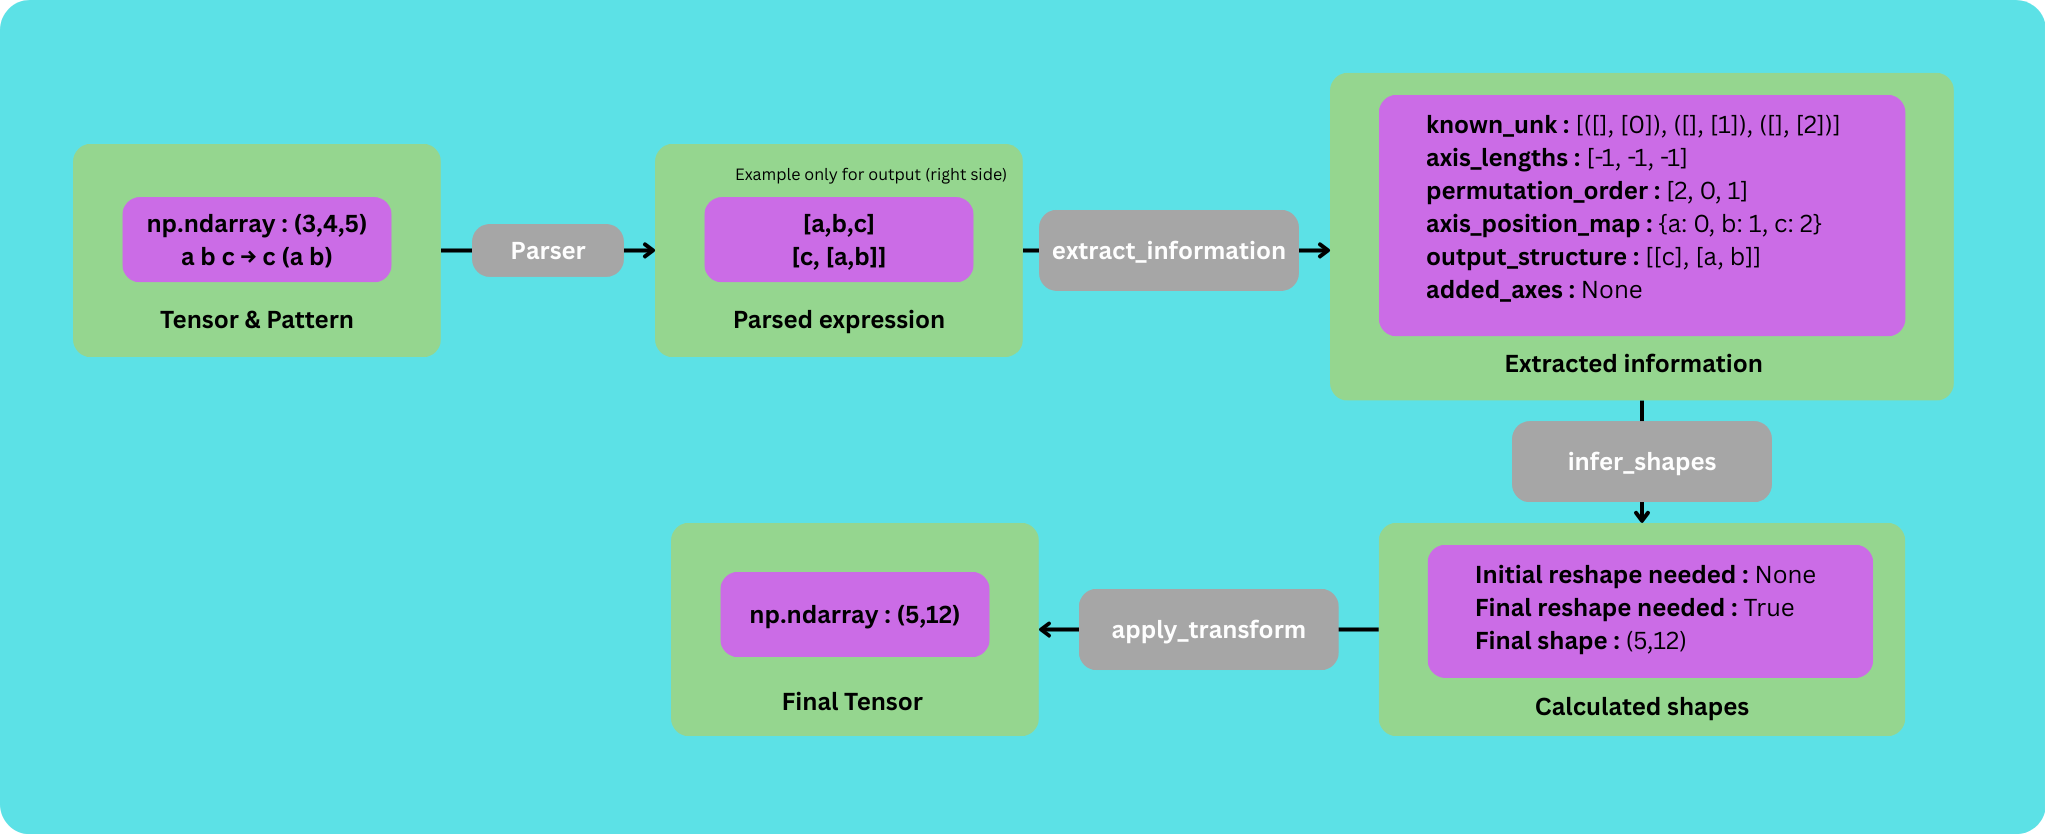 np.ndarray : (3,4,5)
a b c → c (a b)
Tensor & Pattern
Parser
Example only for output (right side)
[a,b,c]
[c, [a,b]]
Parsed expression
extract_information
known_unk : [([], [0]), ([], [1]), ([], [2])]
axis_lengths : [-1, -1, -1]
permutation_order : [2, 0, 1]
axis_position_map : {a: 0, b: 1, c: 2}
output_structure : [[c], [a, b]]
added_axes : None
Extracted information
infer_shapes
Initial reshape needed : None
Final reshape needed : True
Final shape : (5,12)
Calculated shapes
apply_transform
np.ndarray : (5,12)
Final Tensor